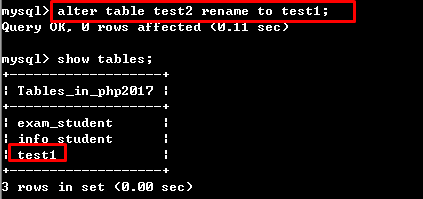 mysql> alter table test2 rename to test1;
Query OK, 0 rows affected (0.11 sec)
mysql> show tables;
+-------------------+
| Tables_in_php2017 |
+-------------------+
| exam_student      |
| info_student      |
| test1             |
+-------------------+
3 rows in set (0.00 sec)